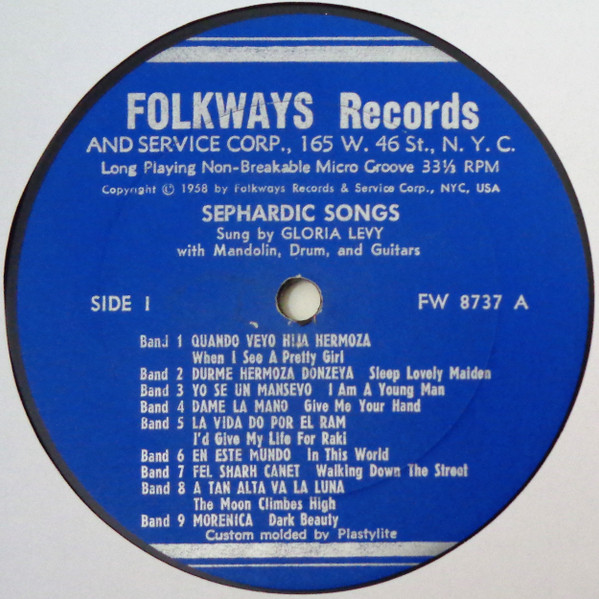 FOLKWAYS Records
AND SERVICE CORP., 165 W. 46 St., N. Y. C.
Long Playing Non-Breakable Micro Groove 33⅓ RPM
Copyright Ⓟ 1958 by Folkways Records & Service Corp., NYC, USA
SEPHARDIC SONGS
Sung by GLORIA LEVY
with Mandolin, Drum, and Guitars
SIDE I FW 8737 A
Band 1 QUANDO VEYO HIJA HERMOZA
When I See A Pretty Girl
Band 2 DURME HERMOZA DONZEYA Sleep Lovely Maiden
Band 3 YO SE UN MANSEVO I Am A Young Man
Band 4 DAME LA MANO Give Me Your Hand
Band 5 LA VIDA DO POR EL RAM
I'd Give My Life For Raki
Band 6 EN ESTE MUNDO In This World
Band 7 FEL SHARH CANET Walking Down The Street
Band 8 A TAN ALTA VA LA LUNA
The Moon Climbes High
Band 9 MORENICA Dark Beauty
Custom molded by Plastylite